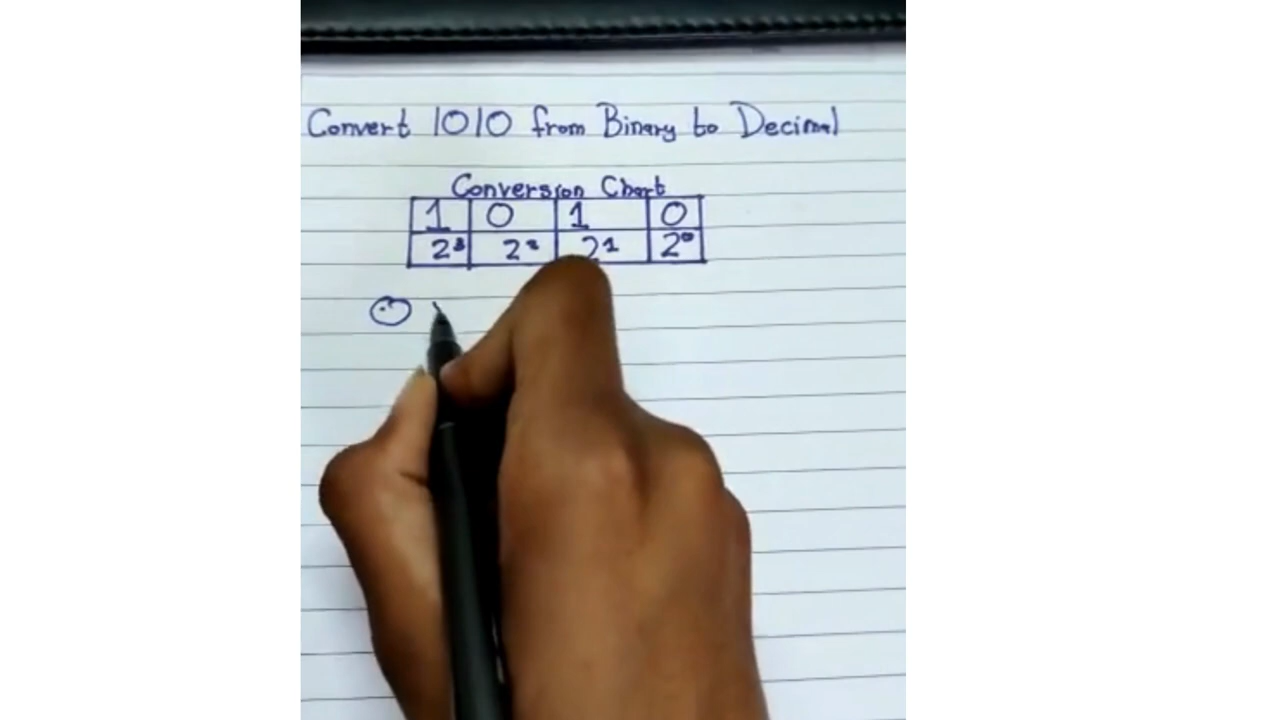 Convert 1010 from Binary to Decimal
Conversion Chart
1 0 1 0
2³ 2² 2¹ 2⁰